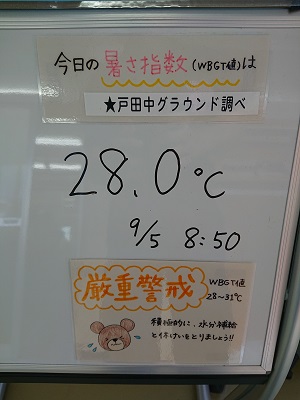 今日の暑さ指数(WBGT値)は
★戸田中グラウンド調べ
28.0℃
9/5 8:50
厳重警戒
WBGT値
28～31℃
積極的に、水分補給
と休けいをとりましょう!!